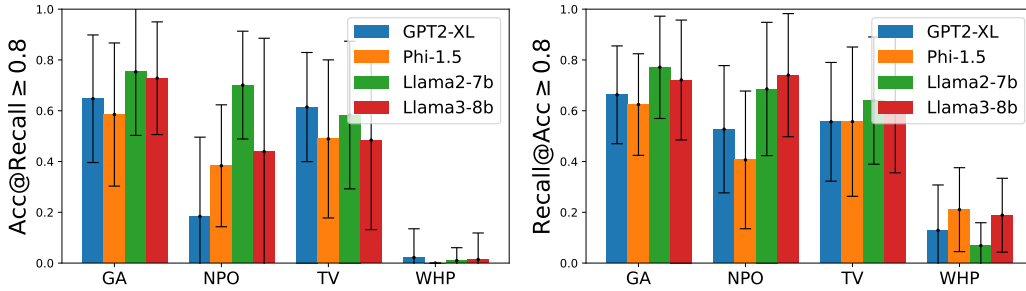 Acc@Recall ≥ 0.8
1.0
0.8
0.6
0.4
0.2
0.0
GA NPO TV WHP
GPT2-XL
Phi-1.5
Llama2-7b
Llama3-8b
Recall@Acc ≥ 0.8
1.0
0.8
0.6
0.4
0.2
0.0
GA NPO TV WHP
GPT2-XL
Phi-1.5
Llama2-7b
Llama3-8b